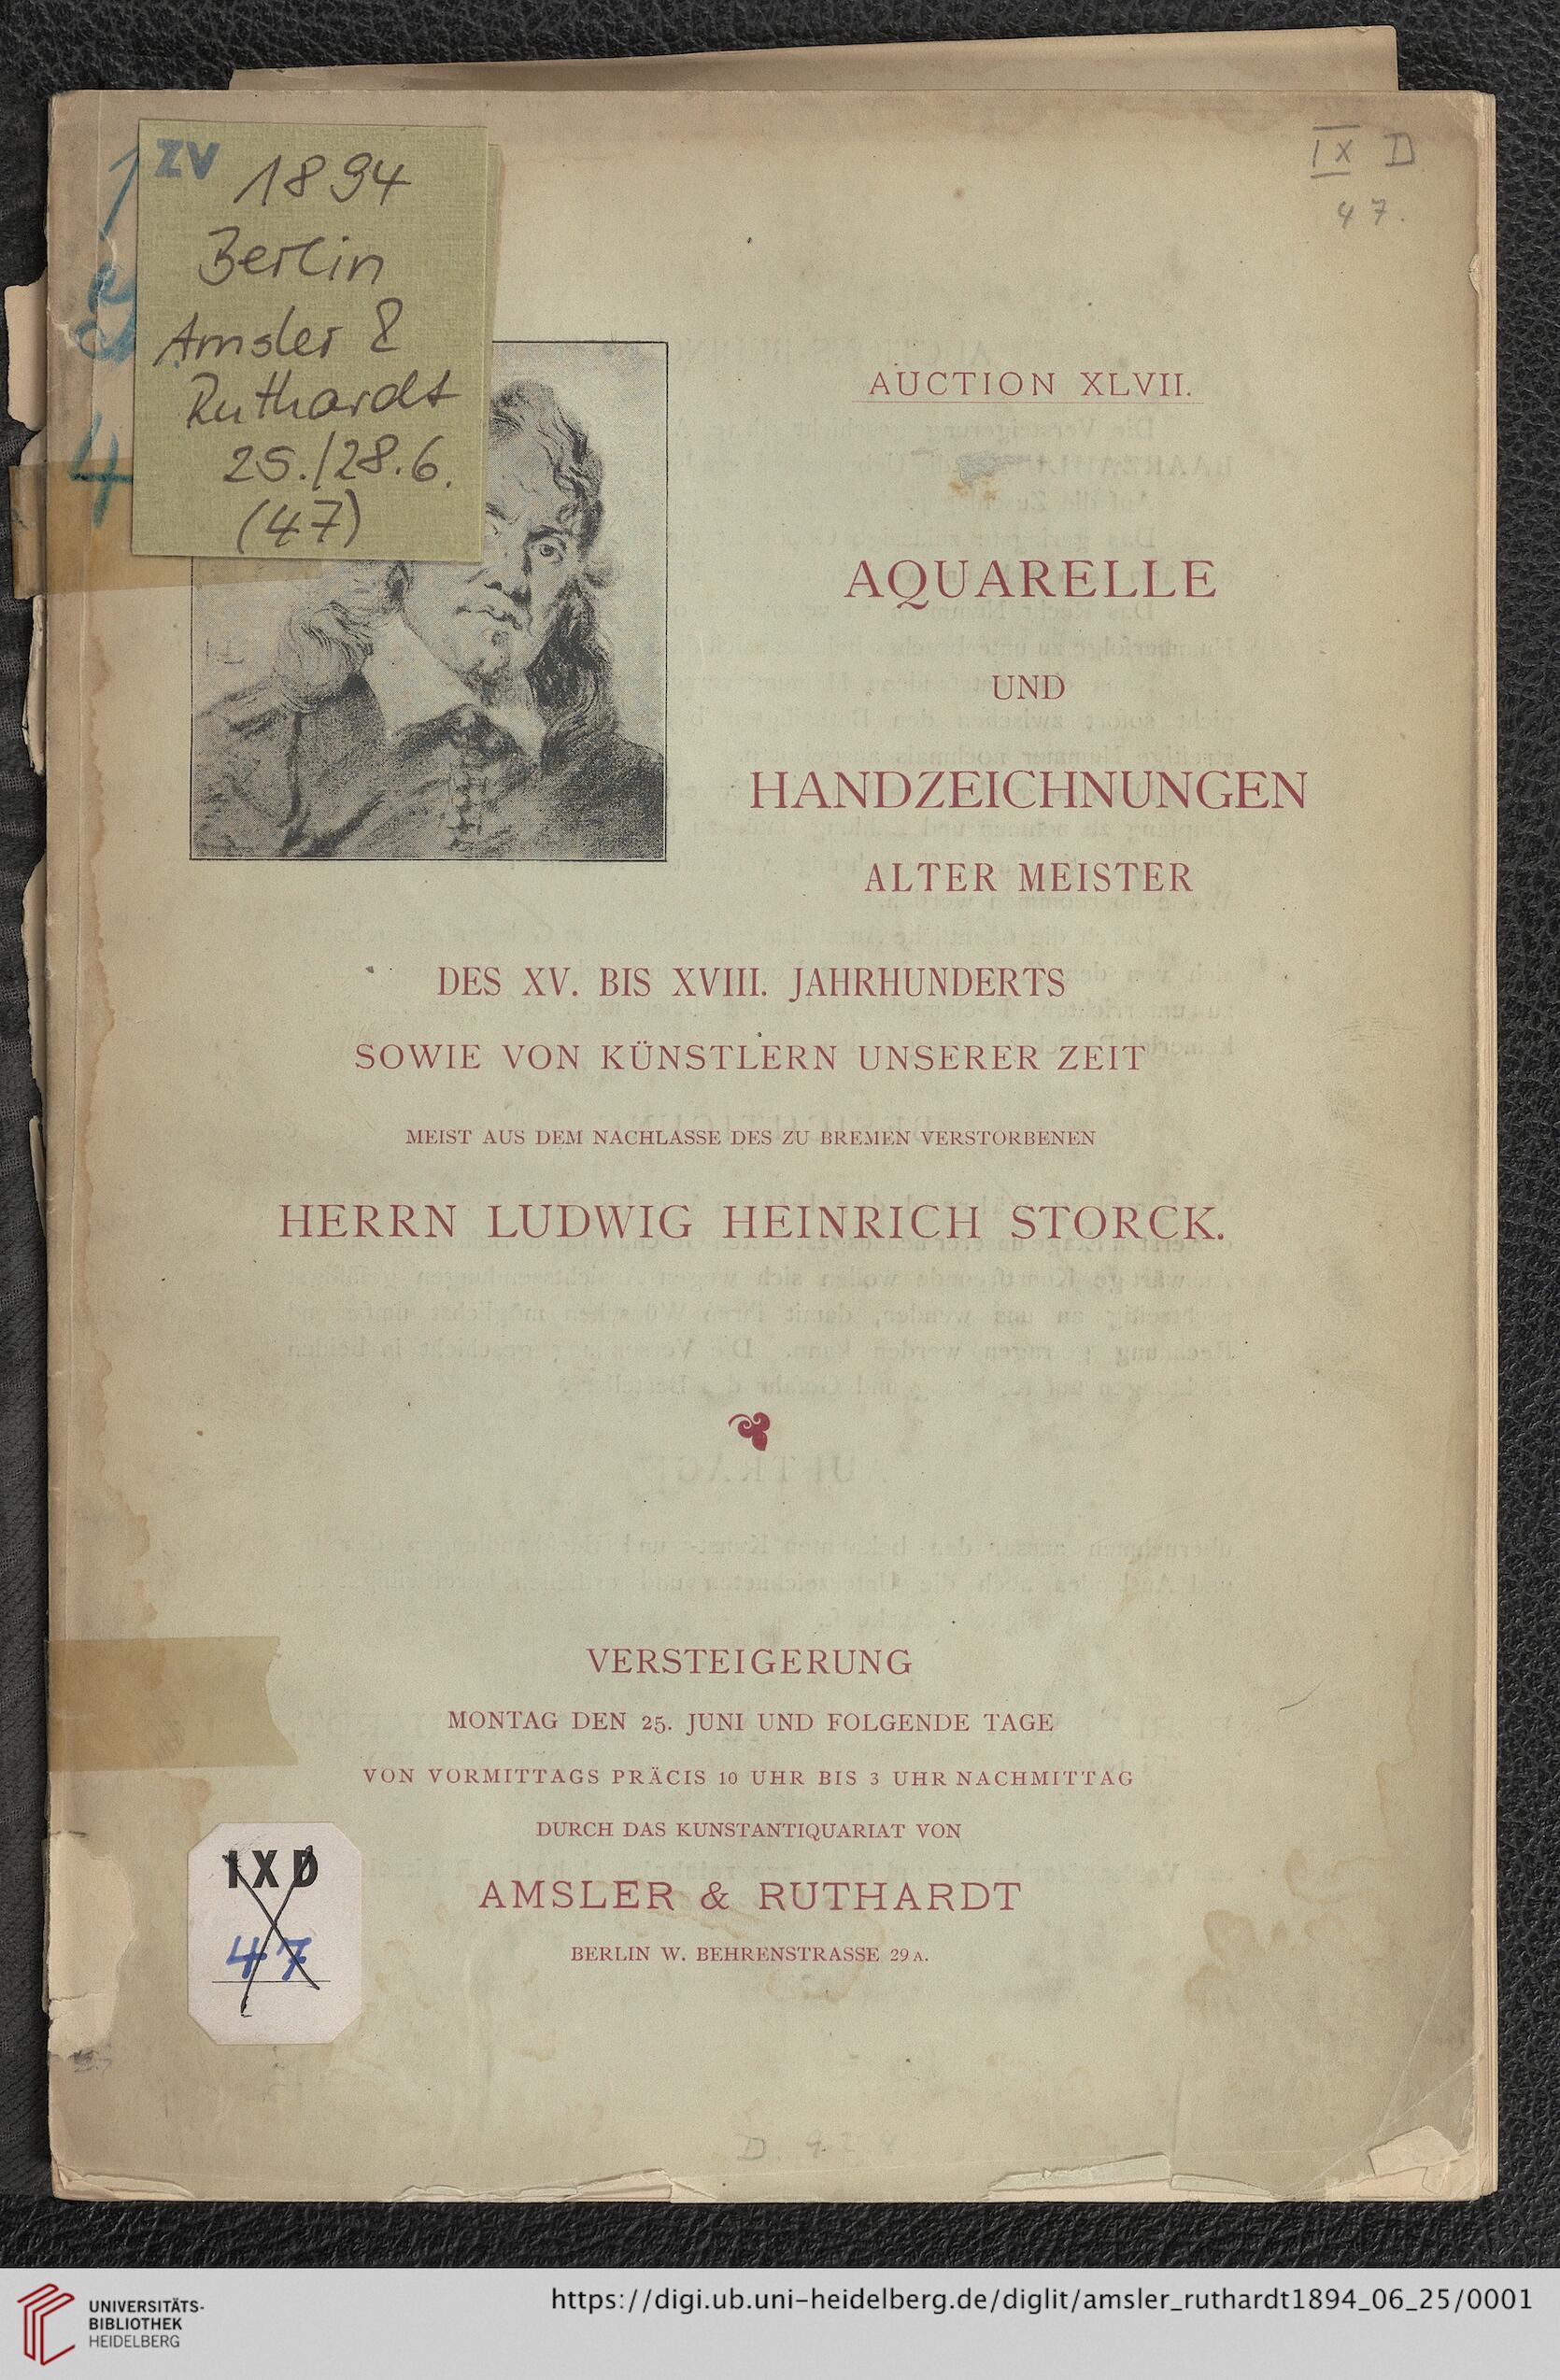 ZV 1894
Berlin
Amsler &
Ruthardt
25./28.6.
(47)
IX D
47.
AUCTION XLVII.
AQUARELLE
UND
HANDZEICHNUNGEN
ALTER MEISTER
DES XV. BIS XVIII. JAHRHUNDERTS
SOWIE VON KÜNSTLERN UNSERER ZEIT
MEIST AUS DEM NACHLASSE DES ZU BREMEN VERSTORBENEN
HERRN LUDWIG HEINRICH STORCK.
VERSTEIGERUNG
MONTAG DEN 25. JUNI UND FOLGENDE TAGE
VON VORMITTAGS PRÄCIS 10 UHR BIS 3 UHR NACHMITTAG
DURCH DAS KUNSTANTIQUARIAT VON
AMSLER & RUTHARDT
BERLIN W. BEHRENSTRASSE 29A.
IXD
47
UNIVERSITÄTS-
BIBLIOTHEK
HEIDELBERG
https://digi.ub.uni-heidelberg.de/diglit/amsler_ruthardt1894_06_25/0001